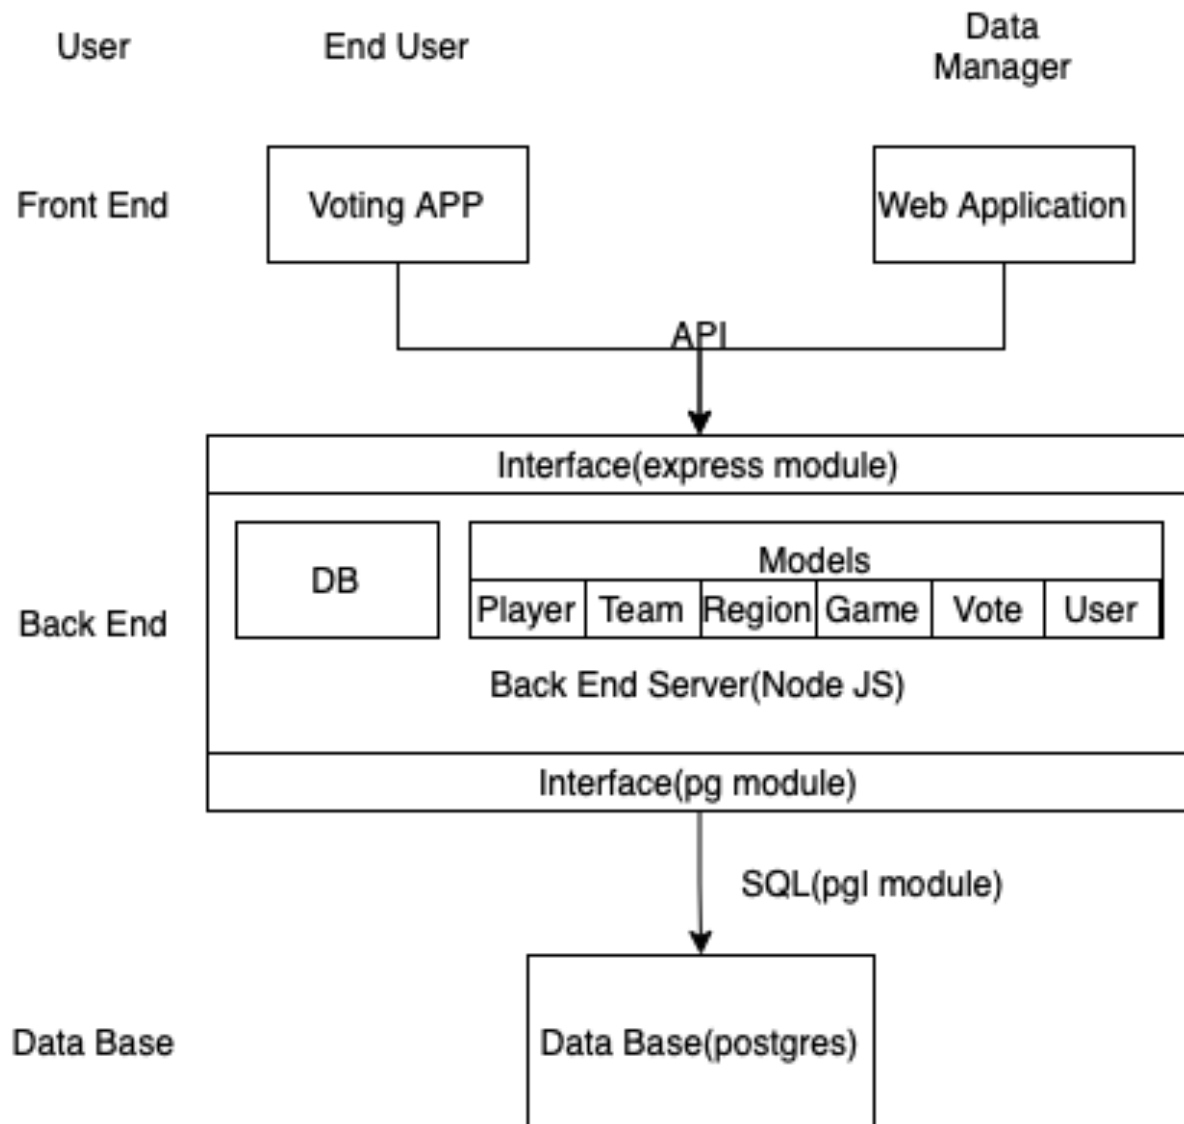 User
End User
Data
Manager
Front End
Voting APP
Web Application
API
Interface(express module)
DB
Models
Player
Team
Region
Game
Vote
User
Back End
Back End Server(Node JS)
Interface(pg module)
SQL(pgl module)
Data Base
Data Base(postgres)